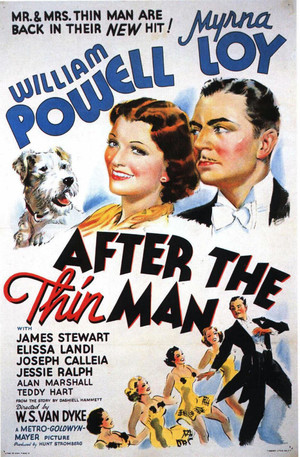 MR. & MRS. THIN MAN ARE
BACK IN THEIR NEW HIT!
WILLIAM
POWELL
Myrna
LOY
AFTER THE
Thin MAN
WITH
JAMES STEWART
ELISSA LANDI
JOSEPH CALLEIA
JESSIE RALPH
ALAN MARSHALL
TEDDY HART
FROM THE STORY BY DASHIELL HAMMETT
Directed by
W.S. VAN DYKE
A METRO-GOLDWYN-
MAYER PICTURE
PRODUCED BY HUNT STROMBERG